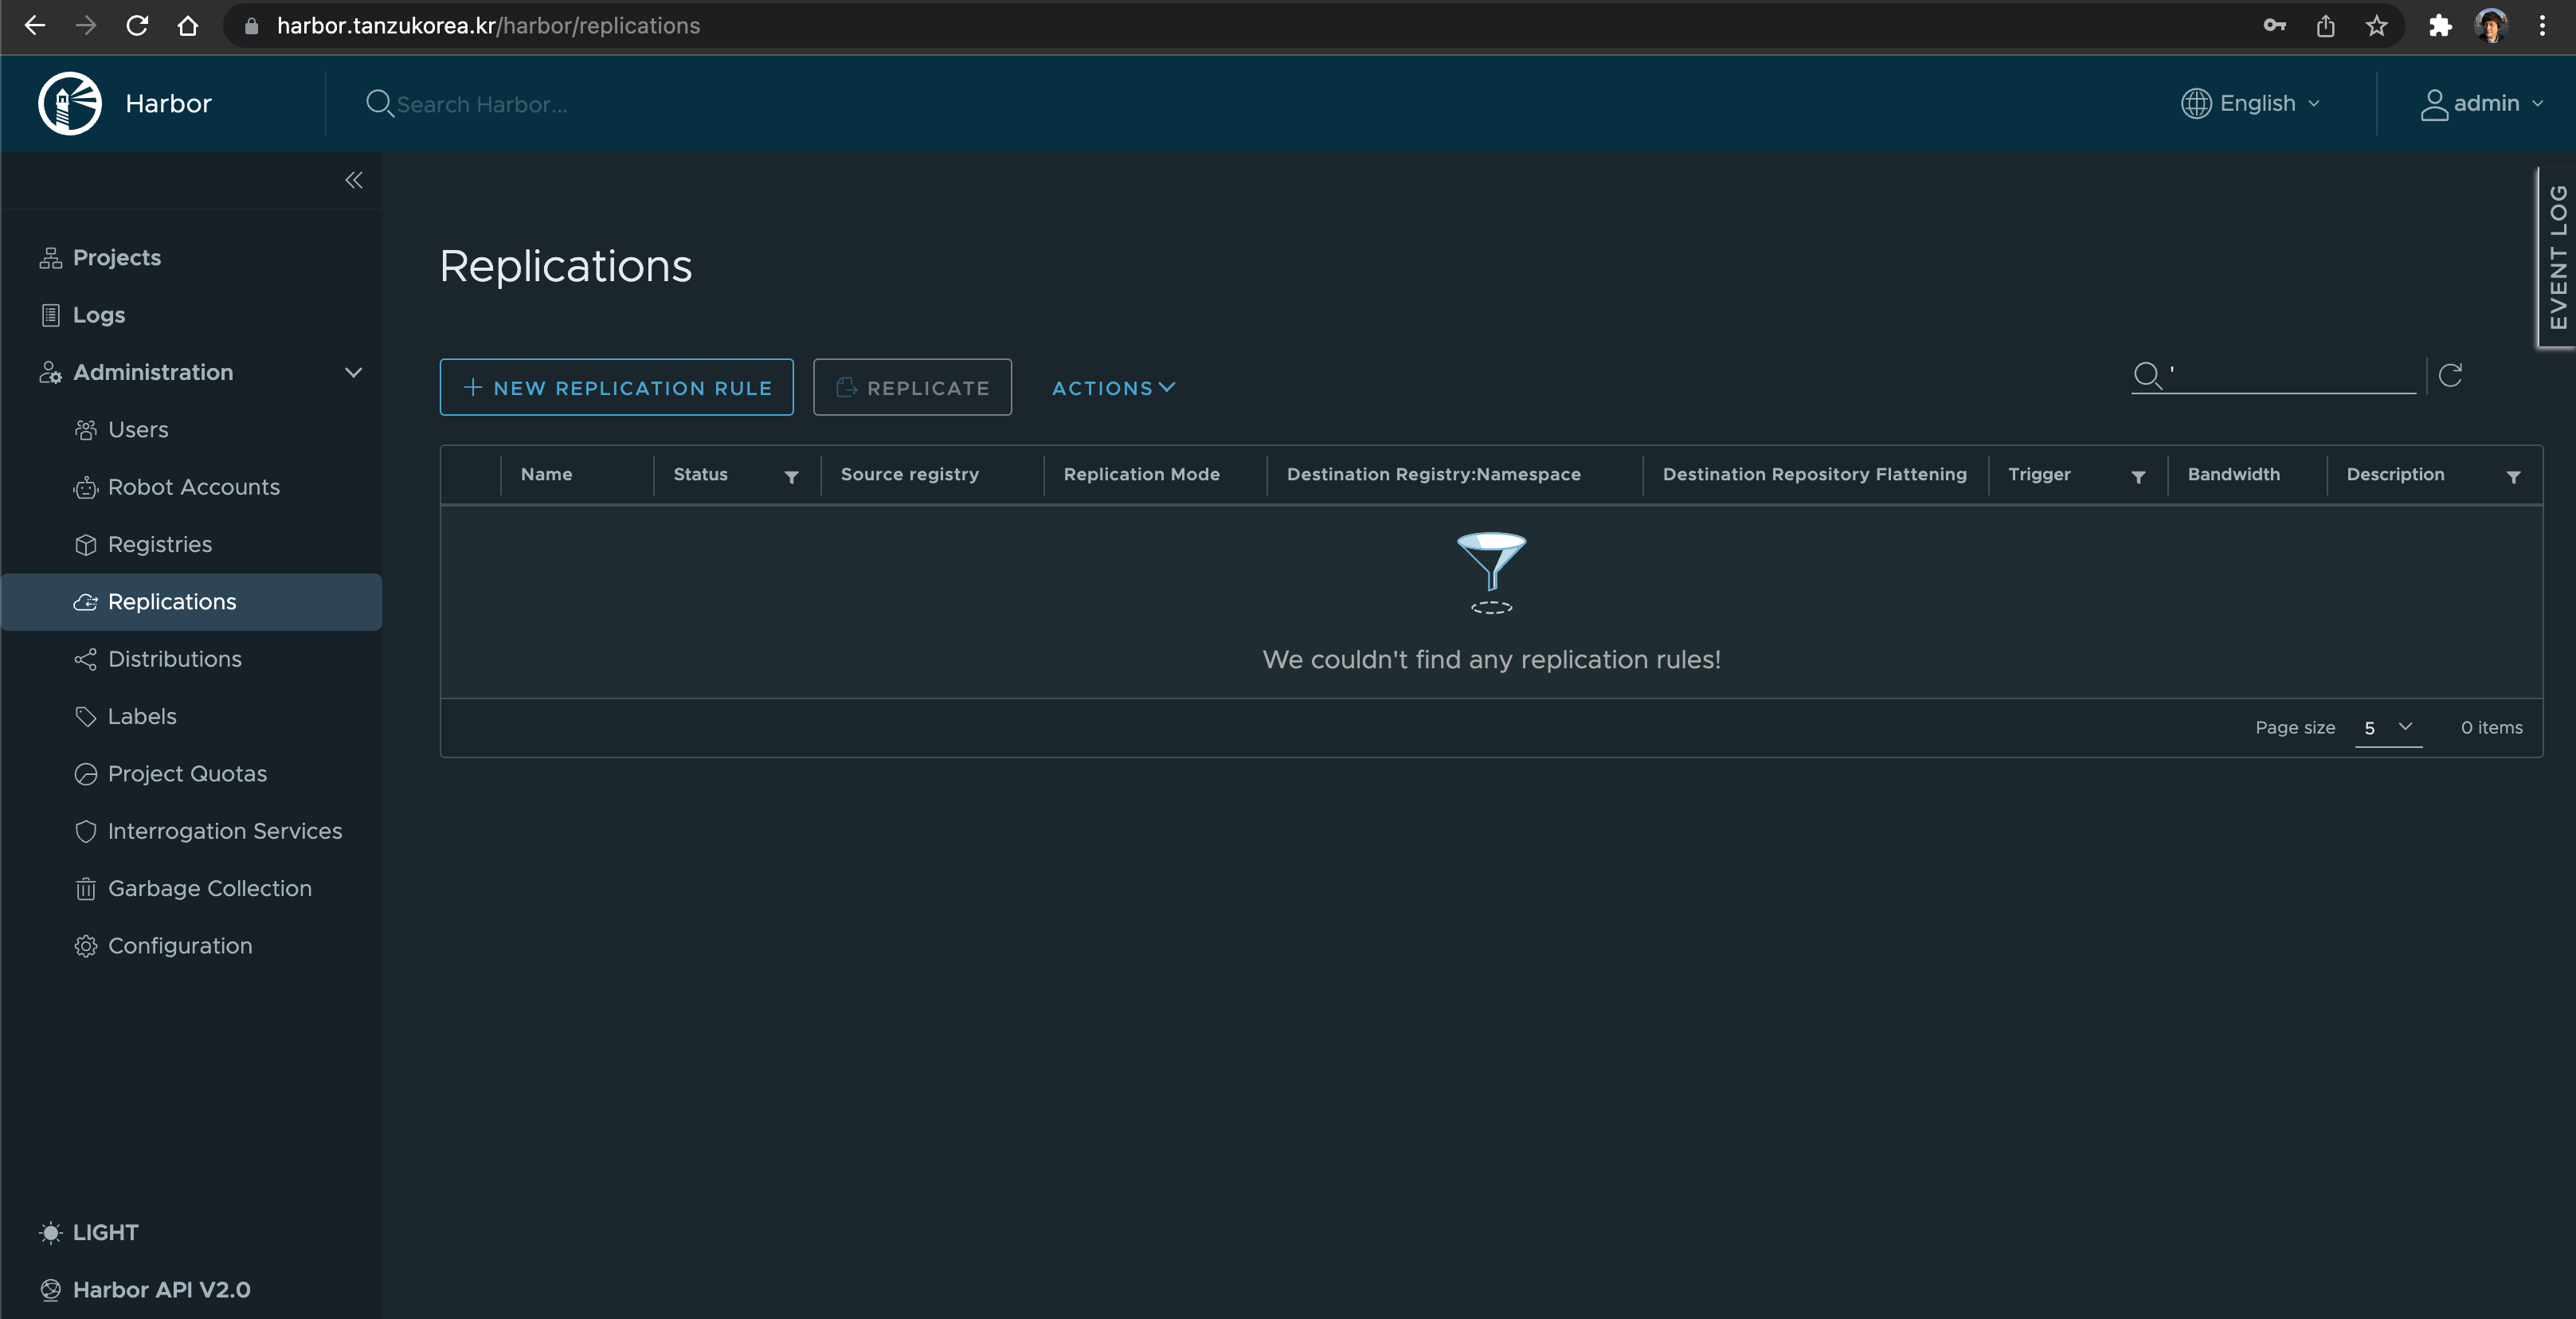 harbor.tanzukorea.kr/harbor/replications
Harbor
Search Harbor...
English
admin
EVENT LOG
Projects
Logs
Administration
Users
Robot Accounts
Registries
Replications
Distributions
Labels
Project Quotas
Interrogation Services
Garbage Collection
Configuration
LIGHT
Harbor API V2.0
Replications
+ NEW REPLICATION RULE
REPLICATE
ACTIONS
'
Name Status Source registry Replication Mode Destination Registry:Namespace Destination Repository Flattening Trigger Bandwidth Description
We couldn't find any replication rules!
Page size 5 0 items